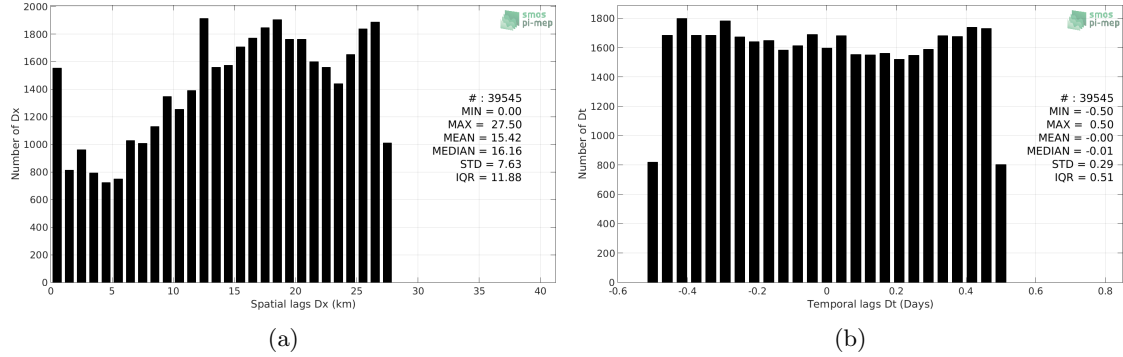 smos
pi-mep
2000
1800
1600
1400
1200
1000
800
600
400
200
0
Number of Dx
# : 39545
MIN = 0.00
MAX = 27.50
MEAN = 15.42
MEDIAN = 16.16
STD = 7.63
IQR = 11.88
0 5 10 15 20 25 30 35 40
Spatial lags Dx (km)
(a)
smos
pi-mep
1800
1600
1400
1200
1000
800
600
400
200
0
Number of Dt
# : 39545
MIN = -0.50
MAX = 0.50
MEAN = -0.00
MEDIAN = -0.01
STD = 0.29
IQR = 0.51
-0.6 -0.4 -0.2 0 0.2 0.4 0.6 0.8
Temporal lags Dt (Days)
(b)